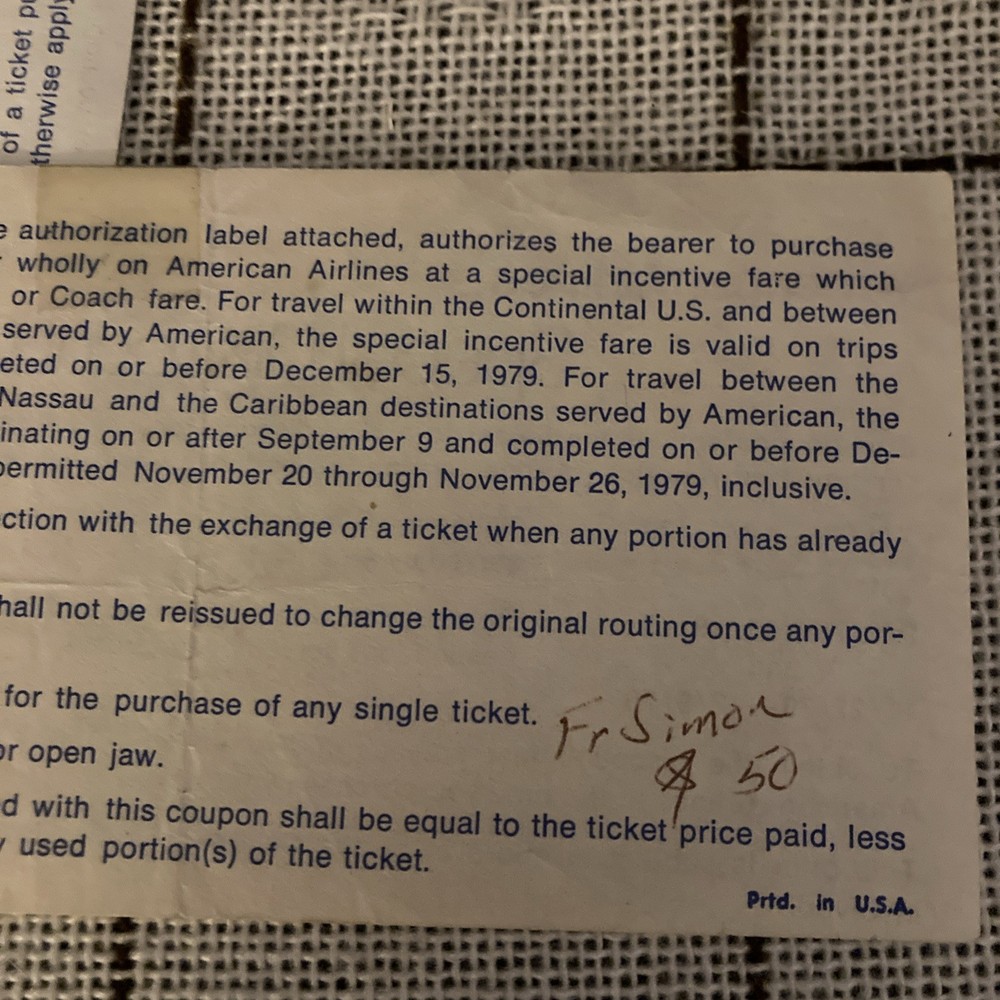 of a ticket
therwise apply
authorization label attached, authorizes the bearer to purchase
wholly on American Airlines at a special incentive fare which
or Coach fare. For travel within the Continental U.S. and between
served by American, the special incentive fare is valid on trips
eted on or before December 15, 1979. For travel between the
Nassau and the Caribbean destinations served by American, the
inating on or after September 9 and completed on or before De-
permitted November 20 through November 26, 1979, inclusive.
ction with the exchange of a ticket when any portion has already
hall not be reissued to change the original routing once any por-
for the purchase of any single ticket.
Fr Simon
$ 50
or open jaw.
d with this coupon shall be equal to the ticket price paid, less
used portion(s) of the ticket.
Prtd. in U.S.A.